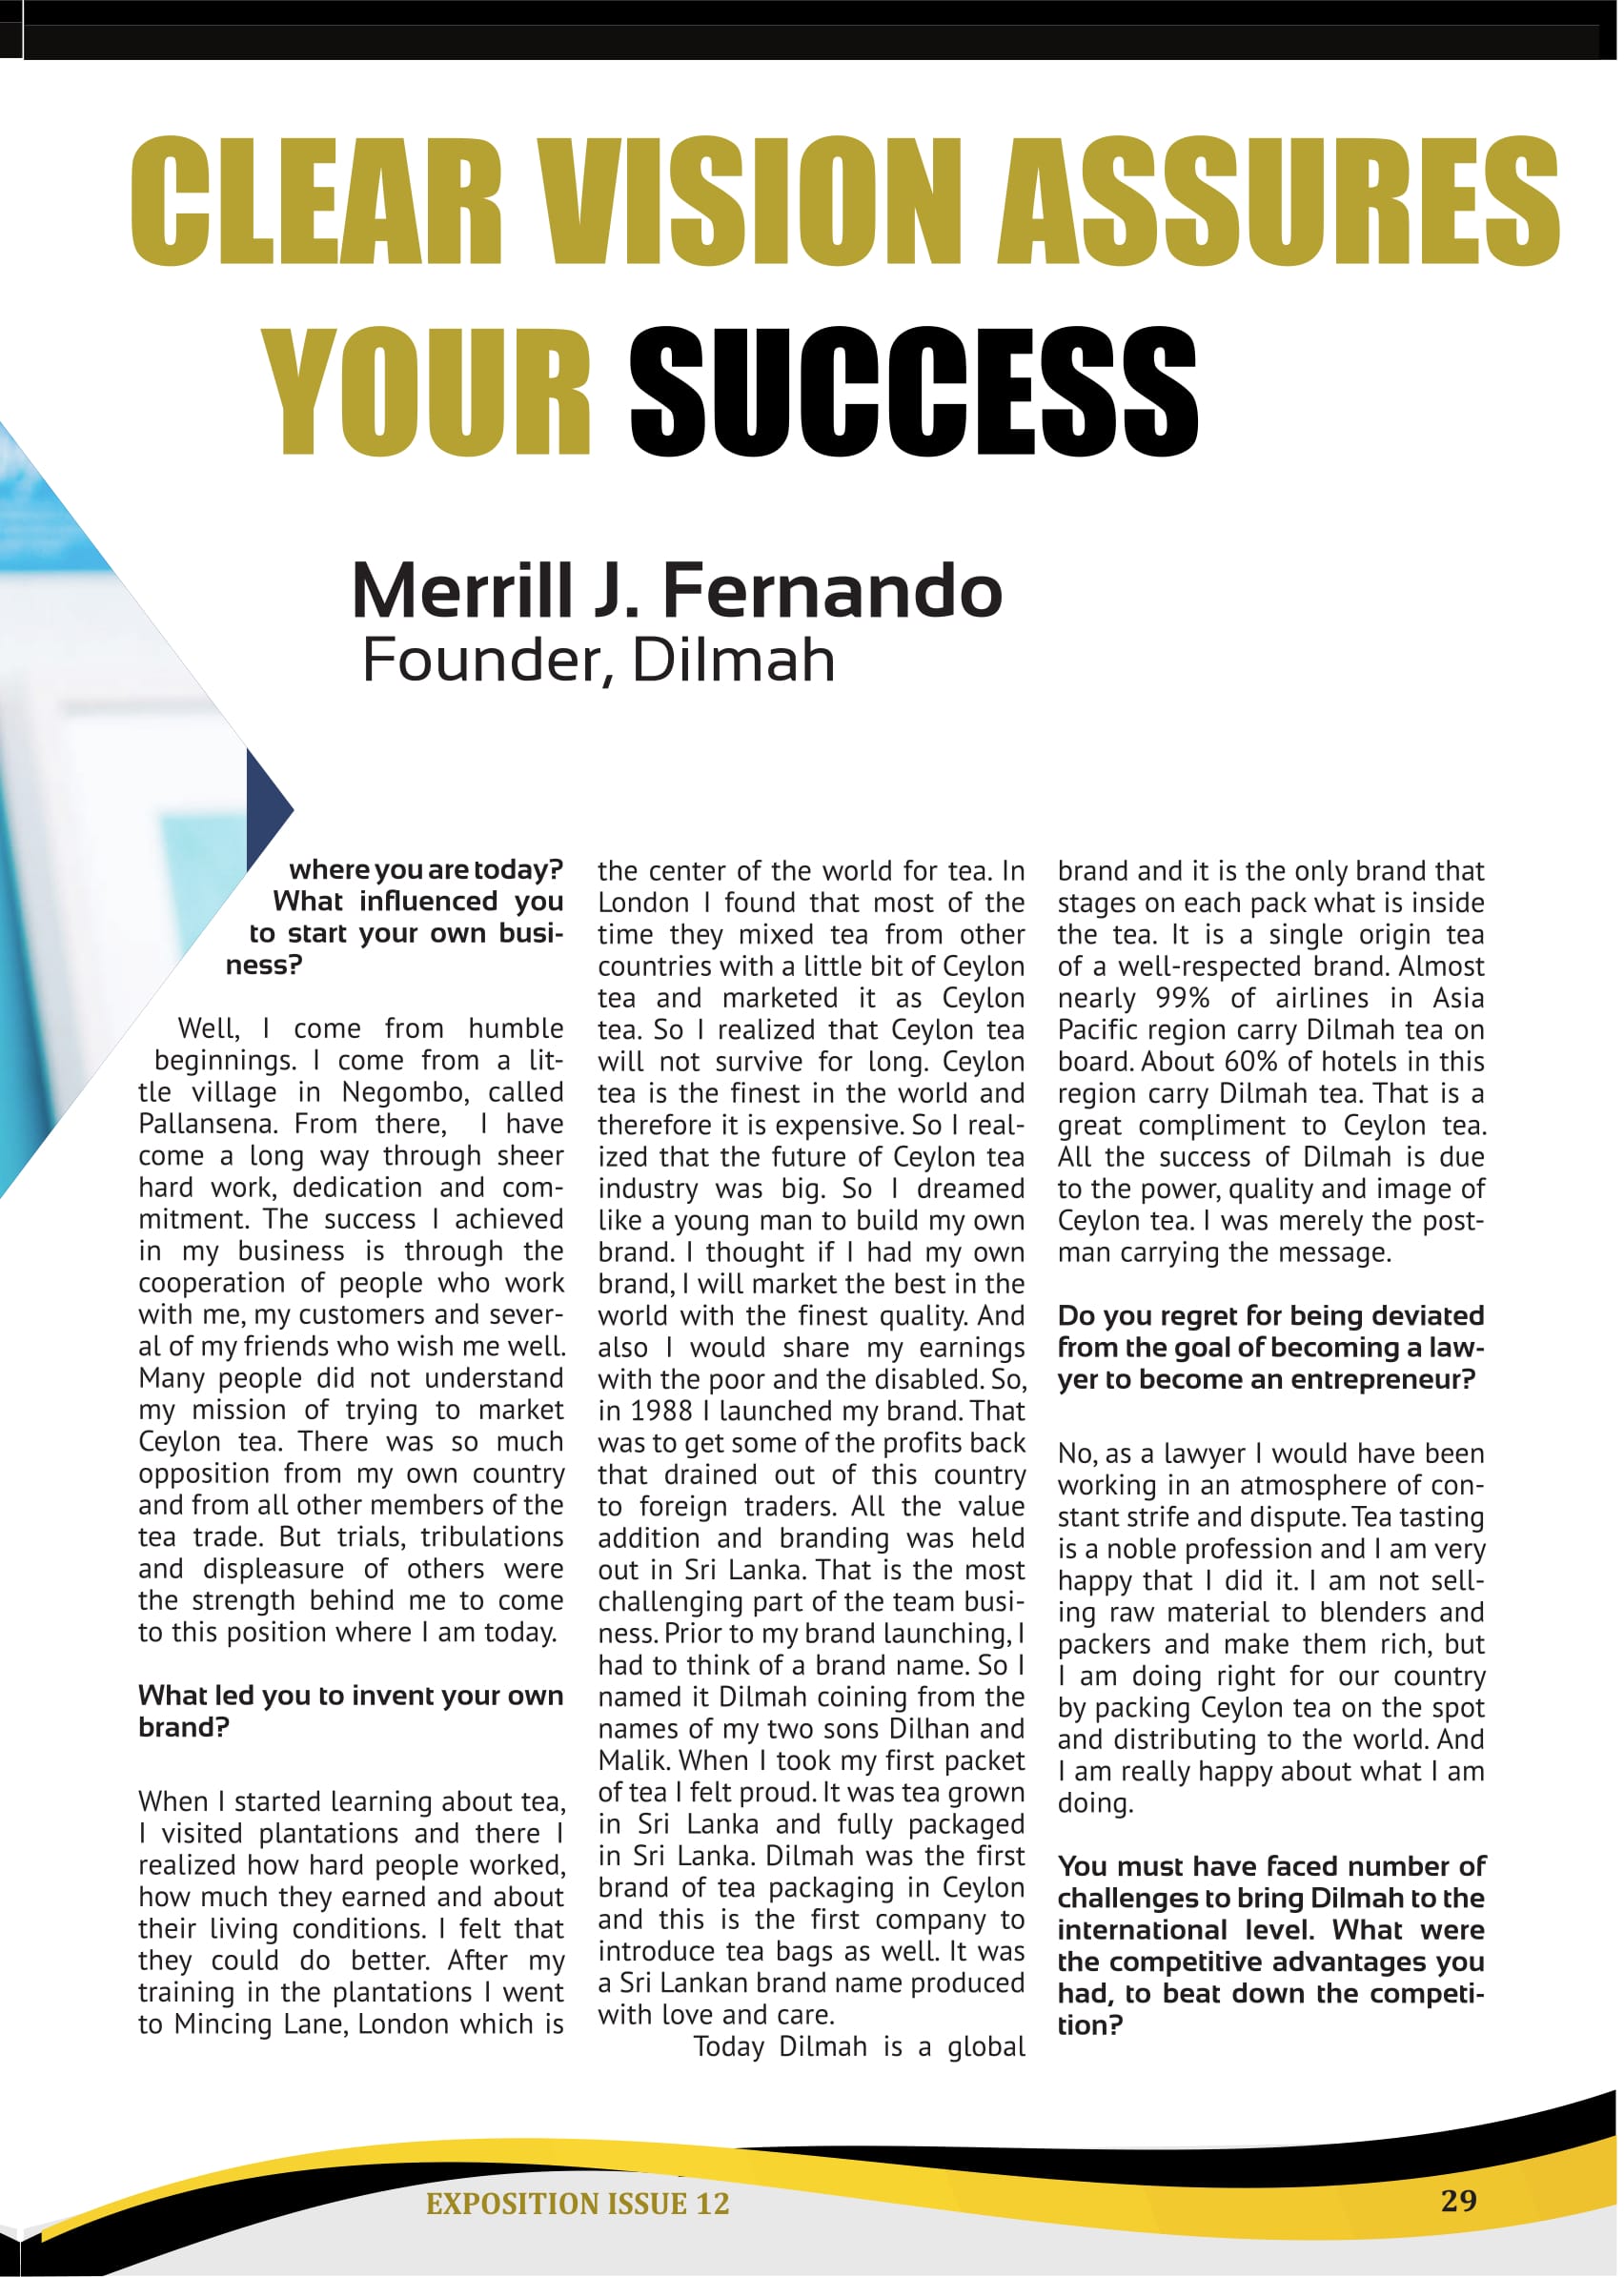 CLEAR VISION ASSURES
YOUR SUCCESS
Merrill J. Fernando
Founder, Dilmah
where you are today?
What influenced you
to start your own busi-
ness?
Well, I come from humble
beginnings. I come from a lit-
tle village in Negombo, called
Pallansena. From there, I have
come a long way through sheer
hard work, dedication and com-
mitment. The success I achieved
in my business is through the
cooperation of people who work
with me, my customers and sever-
al of my friends who wish me well.
Many people did not understand
my mission of trying to market
Ceylon tea. There was so much
opposition from my own country
and from all other members of the
tea trade. But trials, tribulations
and displeasure of others were
the strength behind me to come
to this position where I am today.
What led you to invent your own
brand?
When I started learning about tea,
I visited plantations and there I
realized how hard people worked,
how much they earned and about
their living conditions. I felt that
they could do better. After my
training in the plantations I went
to Mincing Lane, London which is
the center of the world for tea. In
London I found that most of the
time they mixed tea from other
countries with a little bit of Ceylon
tea and marketed it as Ceylon
tea. So I realized that Ceylon tea
will not survive for long. Ceylon
tea is the finest in the world and
therefore it is expensive. So I real-
ized that the future of Ceylon tea
industry was big. So I dreamed
like a young man to build my own
brand. I thought if I had my own
brand, I will market the best in the
world with the finest quality. And
also I would share my earnings
with the poor and the disabled. So,
in 1988 I launched my brand. That
was to get some of the profits back
that drained out of this country
to foreign traders. All the value
addition and branding was held
out in Sri Lanka. That is the most
challenging part of the team busi-
ness. Prior to my brand launching, I
had to think of a brand name. So I
named it Dilmah coining from the
names of my two sons Dilhan and
Malik. When I took my first packet
of tea I felt proud. It was tea grown
in Sri Lanka and fully packaged
in Sri Lanka. Dilmah was the first
brand of tea packaging in Ceylon
and this is the first company to
introduce tea bags as well. It was
a Sri Lankan brand name produced
with love and care.
Today Dilmah is a global
brand and it is the only brand that
stages on each pack what is inside
the tea. It is a single origin tea
of a well-respected brand. Almost
nearly 99% of airlines in Asia
Pacific region carry Dilmah tea on
board. About 60% of hotels in this
region carry Dilmah tea. That is a
great compliment to Ceylon tea.
All the success of Dilmah is due
to the power, quality and image of
Ceylon tea. I was merely the post-
man carrying the message.
Do you regret for being deviated
from the goal of becoming a law-
yer to become an entrepreneur?
No, as a lawyer I would have been
working in an atmosphere of con-
stant strife and dispute. Tea tasting
is a noble profession and I am very
happy that I did it. I am not sell-
ing raw material to blenders and
packers and make them rich, but
I am doing right for our country
by packing Ceylon tea on the spot
and distributing to the world. And
I am really happy about what I am
doing.
You must have faced number of
challenges to bring Dilmah to the
international level. What were
the competitive advantages you
had, to beat down the competi-
tion?
EXPOSITION ISSUE 12
29